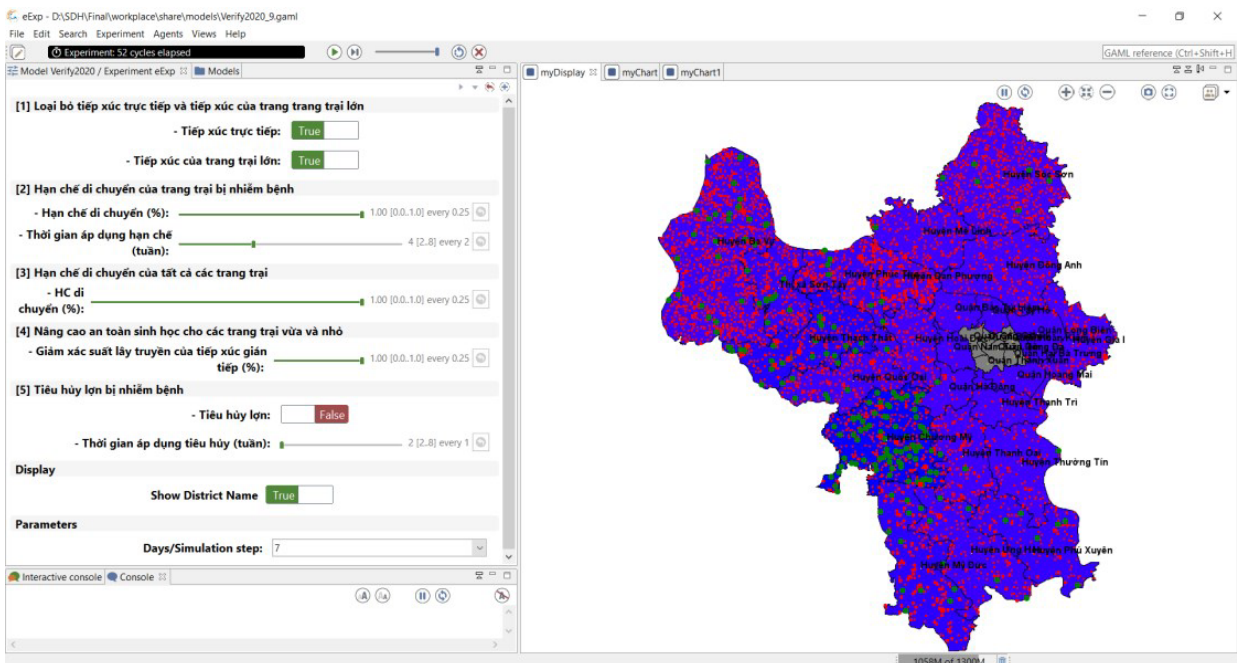 eExp - D:\SDH\Final\workplace\share\models\Verify2020_9.gaml
File Edit Search Experiment Agents Views Help
Experiment: 52 cycles elapsed
GAML reference (Ctrl+Shift+H
Model Verify2020 / Experiment eExp
Models
[1] Loại bỏ tiếp xúc trực tiếp và tiếp xúc của trang trang trại lớn
- Tiếp xúc trực tiếp: True
- Tiếp xúc của trang trại lớn: True
[2] Hạn chế di chuyển của trang trại bị nhiễm bệnh
- Hạn chế di chuyển (%): 1.00 [0.0..1.0] every 0.25
- Thời gian áp dụng hạn chế
(tuần): 4 [2..8] every 2
[3] Hạn chế di chuyển của tất cả các trang trại
- HC di
chuyển (%): 1.00 [0.0..1.0] every 0.25
[4] Nâng cao an toàn sinh học cho các trang trại vừa và nhỏ
- Giảm xác suất lây truyền của tiếp xúc gián
tiếp (%): 1.00 [0.0..1.0] every 0.25
[5] Tiêu hủy lợn bị nhiễm bệnh
- Tiêu hủy lợn: False
- Thời gian áp dụng tiêu hủy (tuần): 2 [2..8] every 1
Display
Show District Name True
Parameters
Days/Simulation step: 7
Interactive console
Console
myDisplay
myChart
myChart1
Huyện Sóc Sơn
Huyện Mê Linh
Huyện Ba Vì
Huyện Đông Anh
Huyện Phúc Thọ
Huyện Đan Phượng
Thị xã Sơn Tây
Huyện Thạch Thất
Huyện Quốc Oai
Quận Thanh Xuân
Quận Hoàng Mai
Quận Hà Đông
Huyện Thanh Trì
Huyện Chương Mỹ
Huyện Thanh Oai
Huyện Thường Tín
Huyện Phú Xuyên
Huyện Mỹ Đức
1058M of 1300M